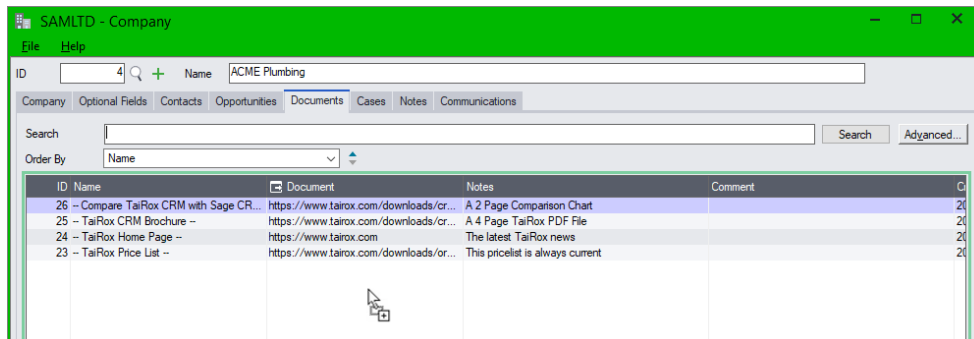 SAMLTD - Company
File Help
ID 4 Name ACME Plumbing
Company Optional Fields Contacts Opportunities Documents Cases Notes Communications
Search Search Advanced...
Order By Name
ID Name Document Notes Comment
26 -- Compare TaiRox CRM with Sage CR... https://www.tairox.com/downloads/cr... A 2 Page Comparison Chart
25 -- TaiRox CRM Brochure -- https://www.tairox.com/downloads/cr... A 4 Page TaiRox PDF File
24 -- TaiRox Home Page -- https://www.tairox.com The latest TaiRox news
23 -- TaiRox Price List -- https://www.tairox.com/downloads/or... This pricelist is always current